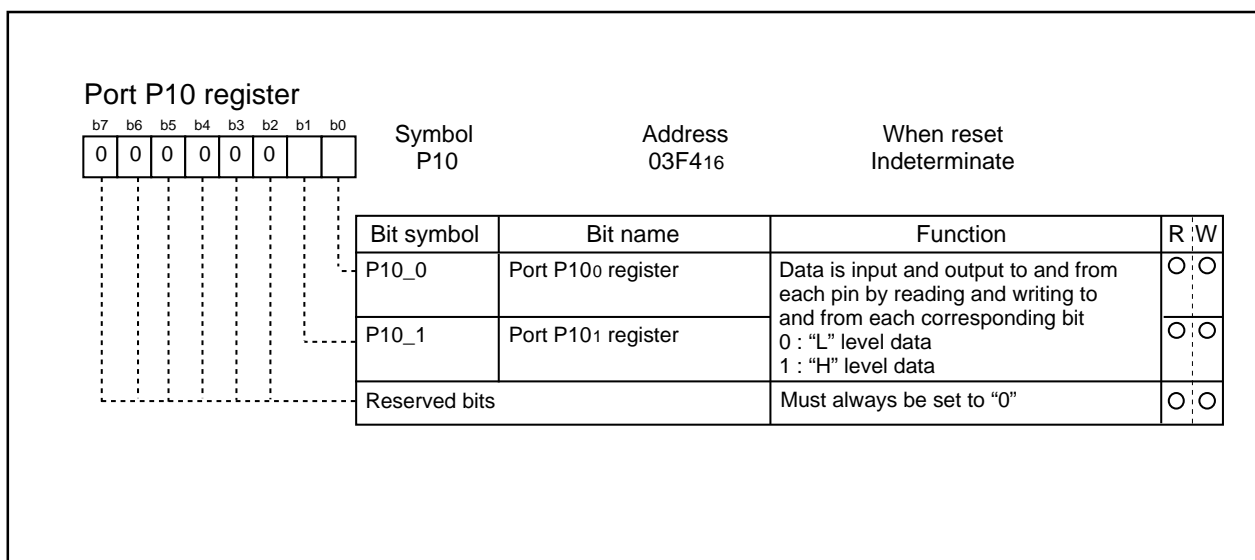 Port P10 register
b7 b6 b5 b4 b3 b2 b1 b0
0 0 0 0 0 0
Symbol Address When reset
P10 03F416 Indeterminate
Bit symbol Bit name Function R W
P10_0 Port P100 register Data is input and output to and from
each pin by reading and writing to
and from each corresponding bit
P10_1 Port P101 register 0 : “L” level data
1 : “H” level data
Reserved bits Must always be set to “0”